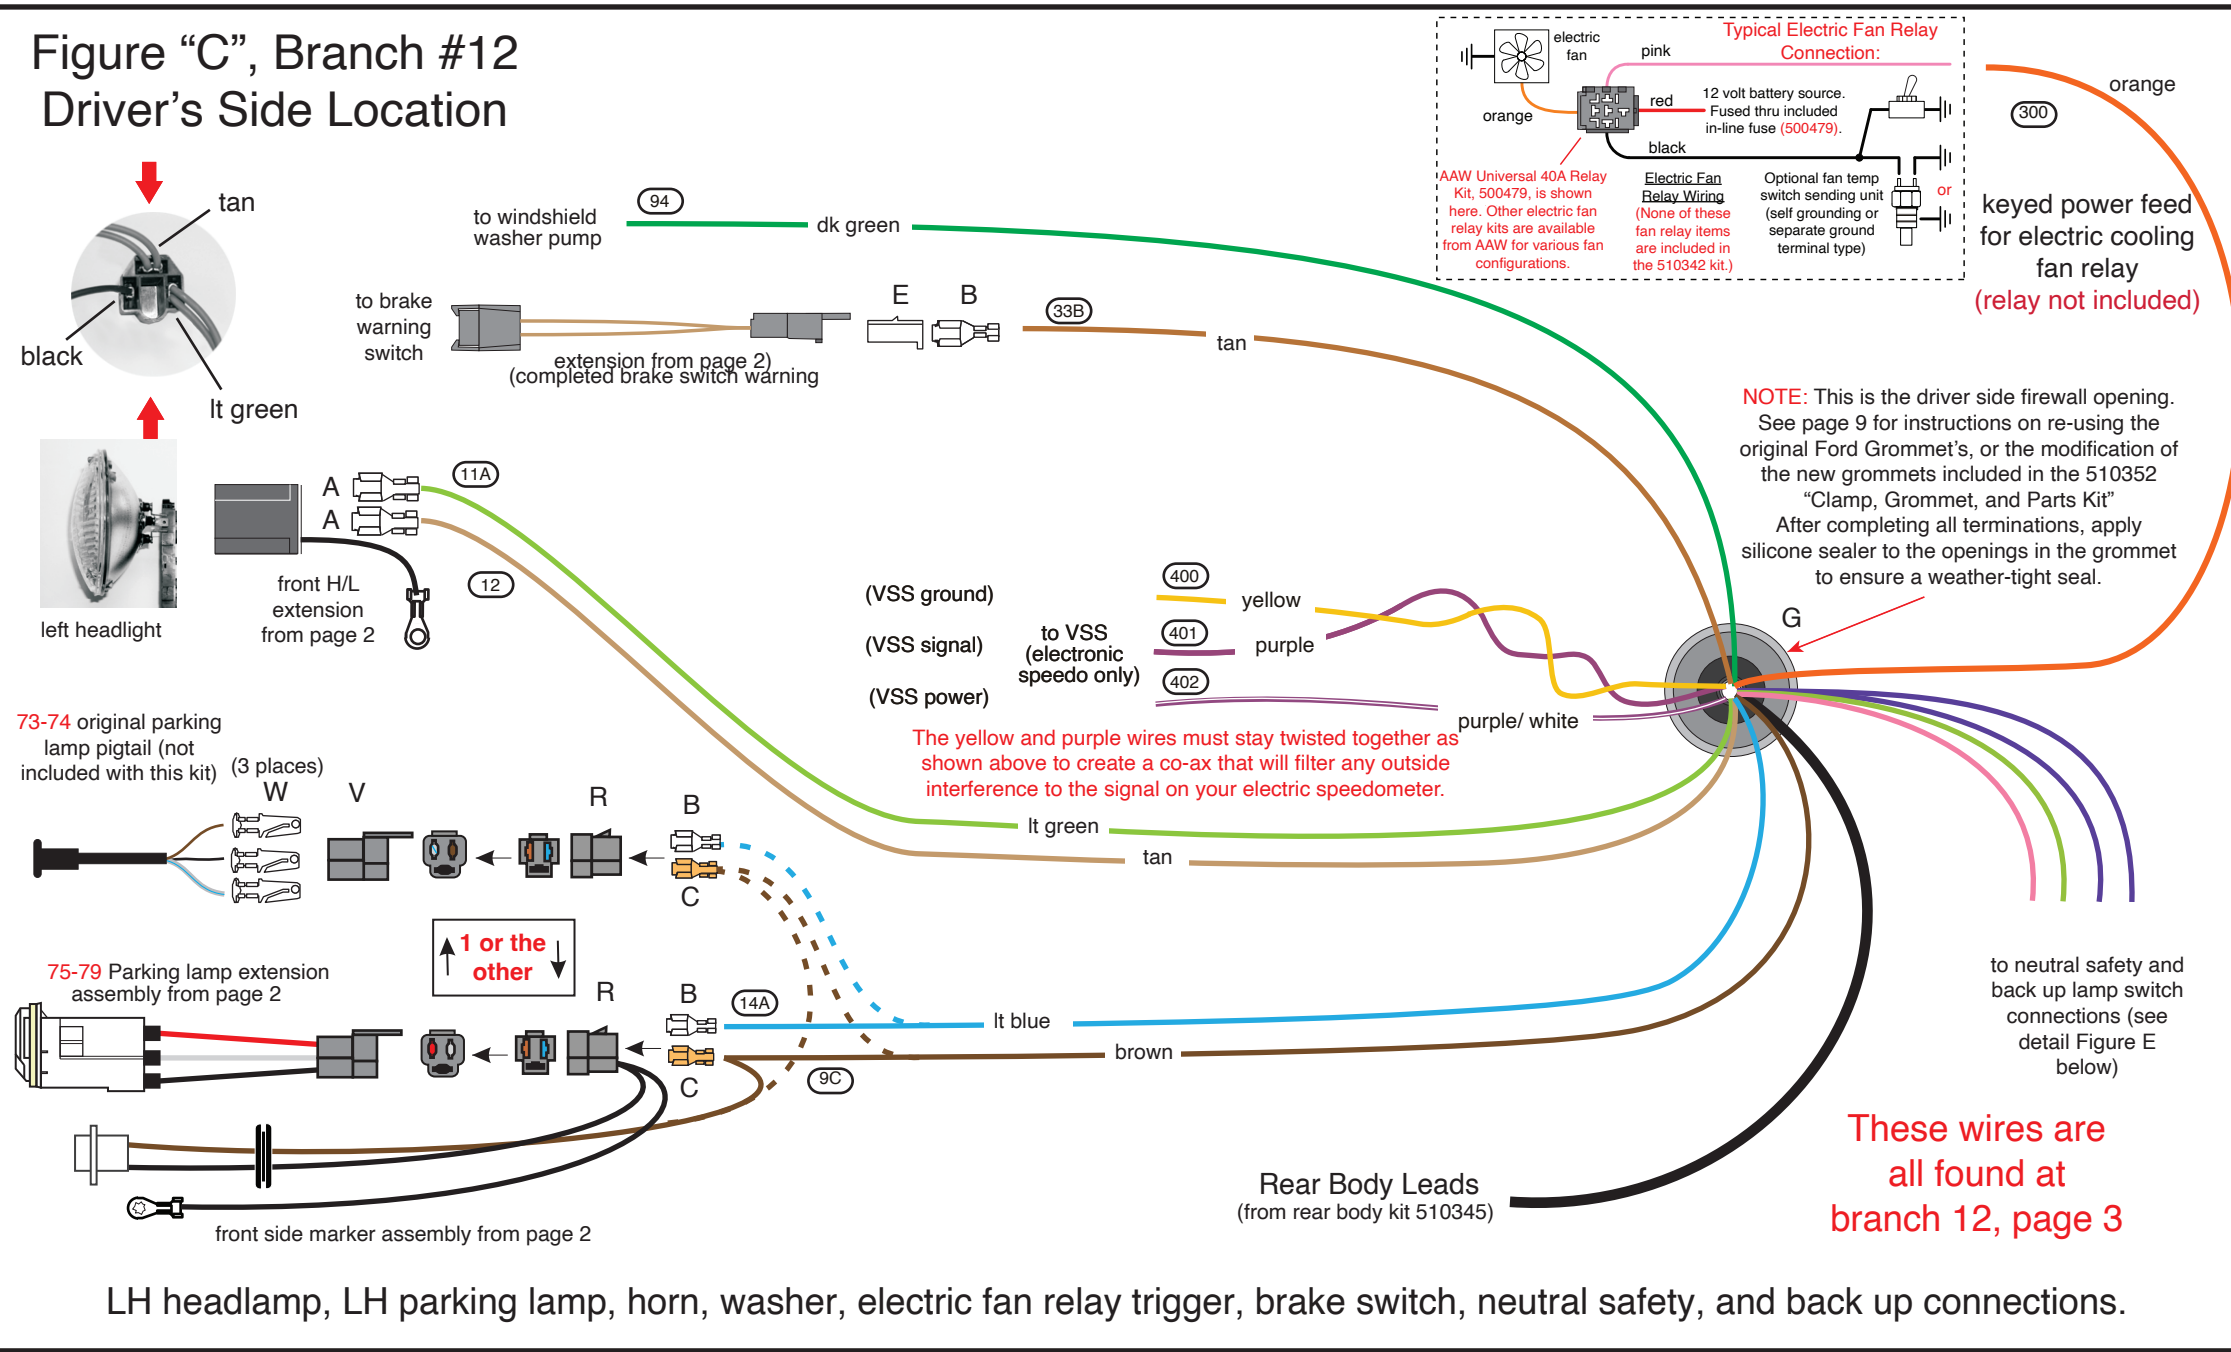 Figure “C”, Branch #12
Driver’s Side Location
tan
black
lt green
left headlight
A
A
11A
12
front H/L
extension
from page 2
to windshield
washer pump
94
dk green
to brake
warning
switch
extension from page 2)
(completed brake switch warning
E
B
33B
tan
electric
fan
orange
pink
red
black
Typical Electric Fan Relay
Connection:
12 volt battery source.
Fused thru included
in-line fuse (500479).
AAW Universal 40A Relay
Kit, 500479, is shown
here. Other electric fan
relay kits are available
from AAW for various fan
configurations.
Electric Fan
Relay Wiring
(None of these
fan relay items
are included in
the 510342 kit.)
Optional fan temp
switch sending unit
(self grounding or
separate ground
terminal type)
or
orange
300
keyed power feed
for electric cooling
fan relay
(relay not included)
NOTE: This is the driver side firewall opening.
See page 9 for instructions on re-using the
original Ford Grommet’s, or the modification of
the new grommets included in the 510352
“Clamp, Grommet, and Parts Kit”
After completing all terminations, apply
silicone sealer to the openings in the grommet
to ensure a weather-tight seal.
G
(VSS ground)
(VSS signal)
(VSS power)
to VSS
(electronic
speedo only)
400
yellow
401
purple
402
purple/ white
The yellow and purple wires must stay twisted together as
shown above to create a co-ax that will filter any outside
interference to the signal on your electric speedometer.
lt green
tan
73-74 original parking
lamp pigtail (not
included with this kit)
(3 places)
W
V
R
B
C
1 or the
other
75-79 Parking lamp extension
assembly from page 2
R
B
C
14A
9C
lt blue
brown
front side marker assembly from page 2
Rear Body Leads
(from rear body kit 510345)
to neutral safety and
back up lamp switch
connections (see
detail Figure E
below)
These wires are
all found at
branch 12, page 3
LH headlamp, LH parking lamp, horn, washer, electric fan relay trigger, brake switch, neutral safety, and back up connections.